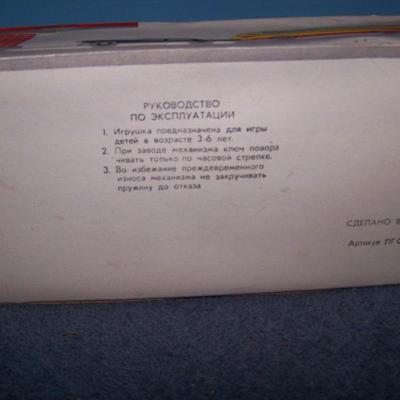 РУКОВОДСТВО
ПО ЭКСПЛУАТАЦИИ
1. Игрушка предназначена для игры
детей в возрасте 3-6 лет.
2. При заводе механизма ключ повора
чивать только по часовой стрелке.
3. Во избежание преждевременного
износа механизма не закручивать
пружину до отказа
СДЕЛАНО В
Артикул ПГ